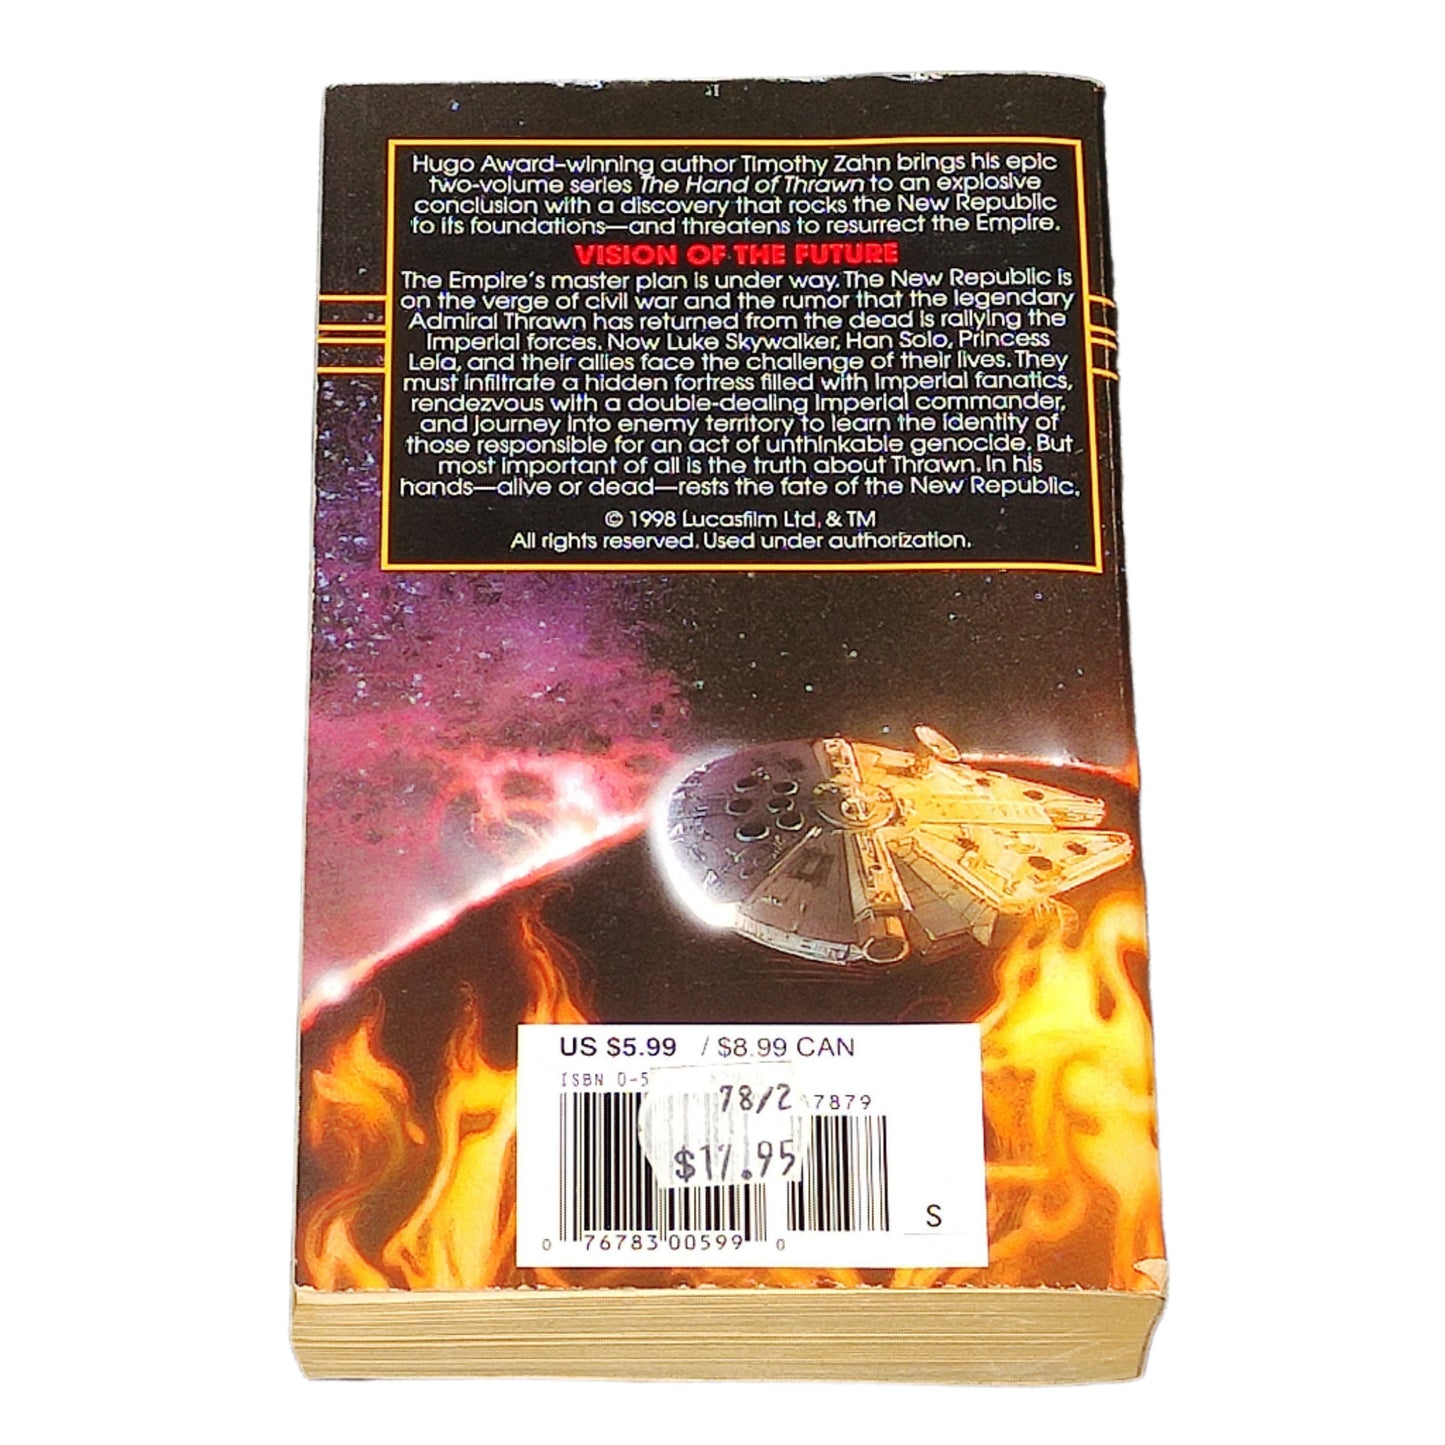 Hugo Award-winning author Timothy Zahn brings his epic
two-volume series The Hand of Thrawn to an explosive
conclusion with a discovery that rocks the New Republic
to its foundations—and threatens to resurrect the Empire.
VISION OF THE FUTURE
The Empire's master plan is under way. The New Republic is
on the verge of civil war and the rumor that the legendary
Admiral Thrawn has returned from the dead is rallying the
Imperial forces. Now Luke Skywalker, Han Solo, Princess
Leia, and their allies face the challenge of their lives. They
must infiltrate a hidden fortress filled with Imperial fanatics,
rendezvous with a double-dealing Imperial commander,
and journey into enemy territory to learn the identity of
those responsible for an act of unthinkable genocide. But
most important of all is the truth about Thrawn. In his
hands—alive or dead—rests the fate of the New Republic.
© 1998 Lucasfilm Ltd. & TM
All rights reserved. Used under authorization.
US $5.99 / $8.99 CAN
ISBN 0-5
78/2
7879
$17.95
S
0 76783 00599 0